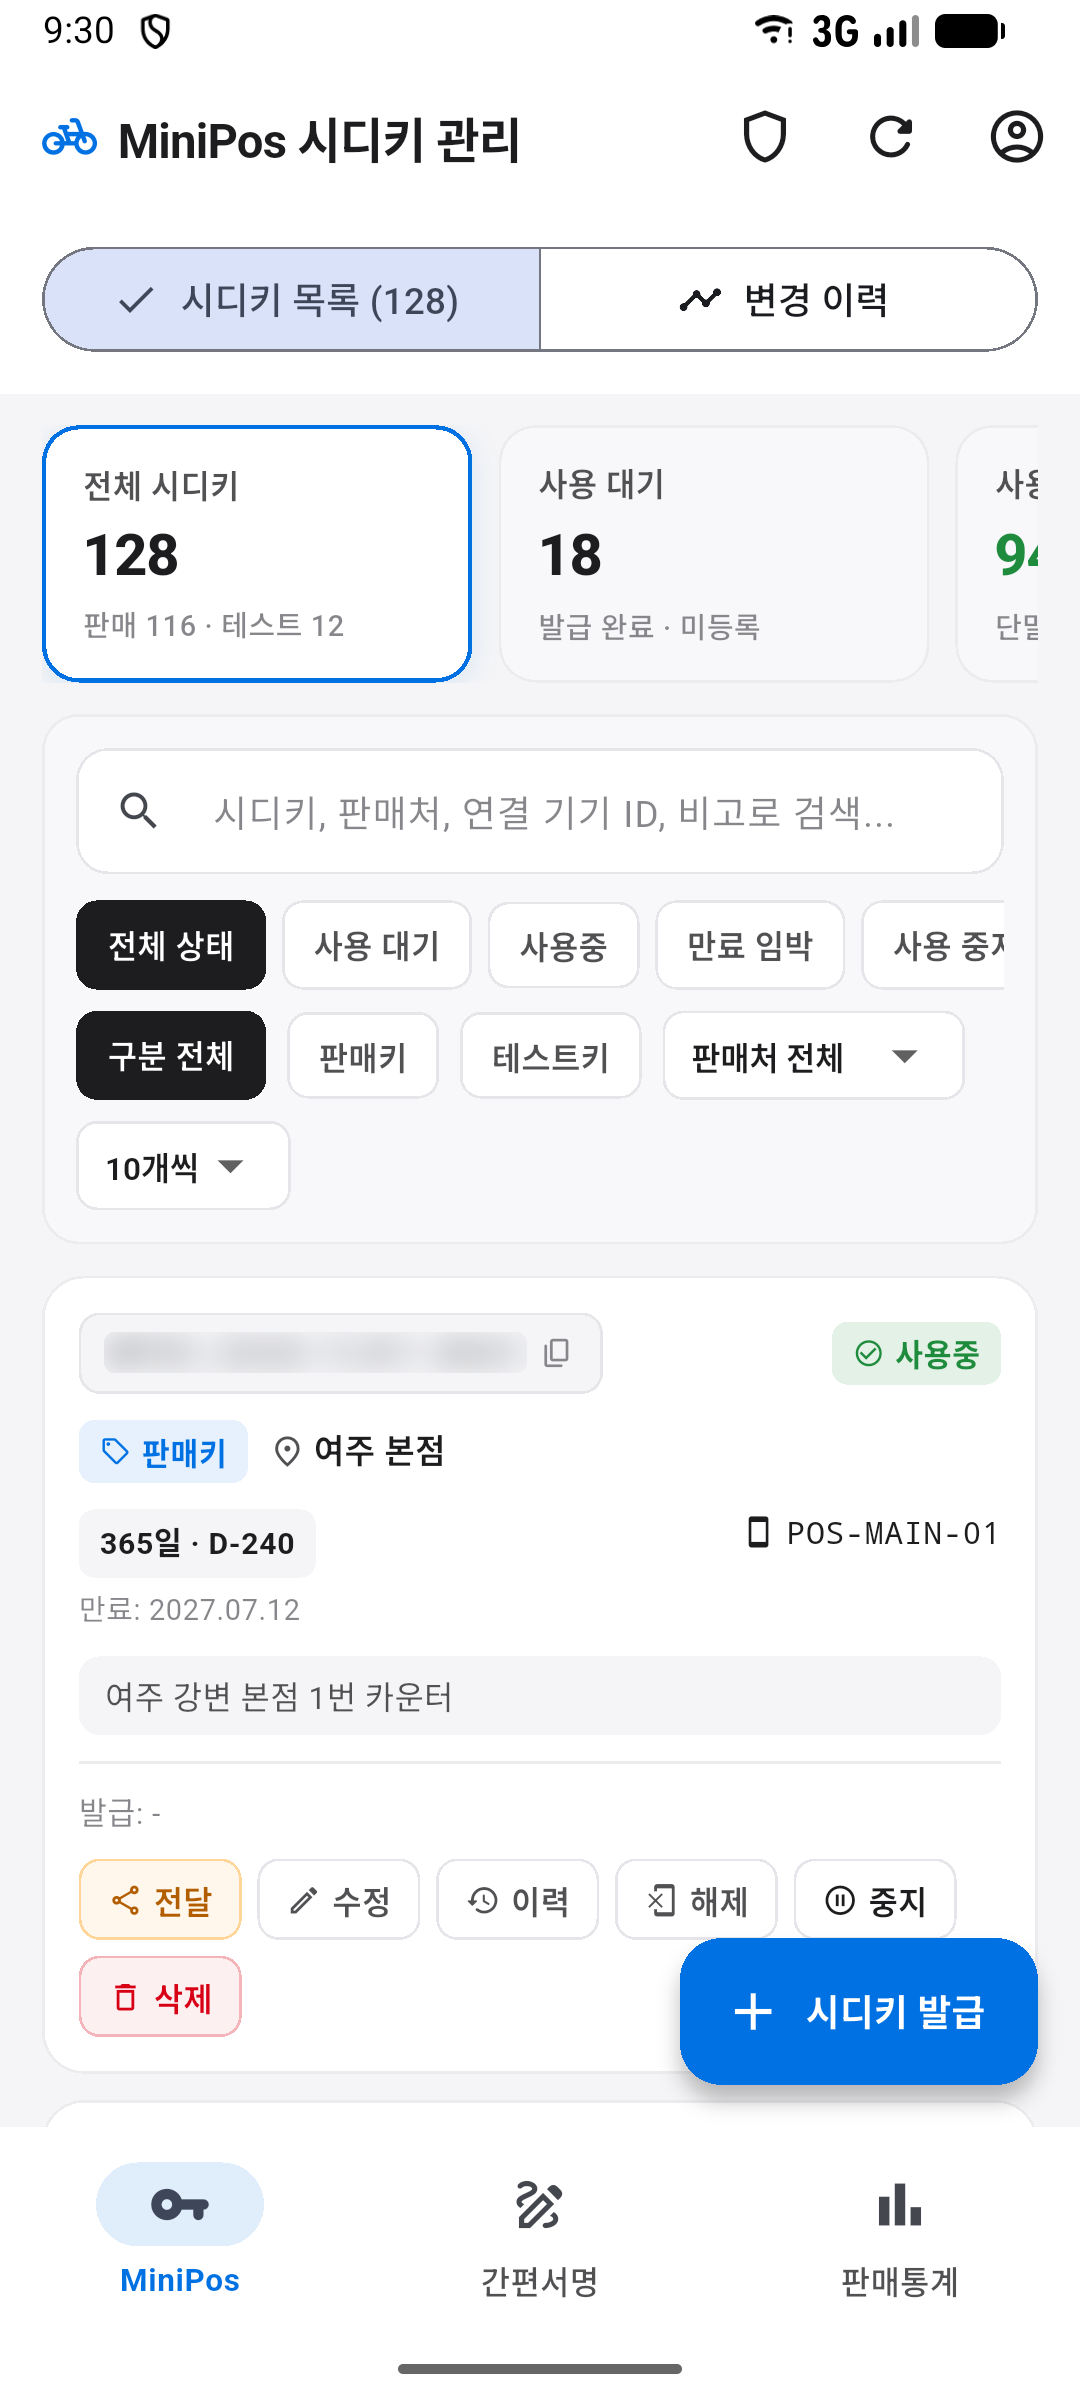 9:30
3G
MiniPos 시디키 관리
시디키 목록 (128)
변경 이력
전체 시디키
128
판매 116 · 테스트 12
사용 대기
18
발급 완료 · 미등록
94
시디키, 판매처, 연결 기기 ID, 비고로 검색...
전체 상태
사용 대기
사용중
만료 임박
사용 중지
구분 전체
판매키
테스트키
판매처 전체
10개씩
사용중
판매키
여주 본점
365일 · D-240
POS-MAIN-01
만료: 2027.07.12
여주 강변 본점 1번 카운터
발급: -
전달
수정
이력
해제
중지
삭제
시디키 발급
MiniPos
간편서명
판매통계